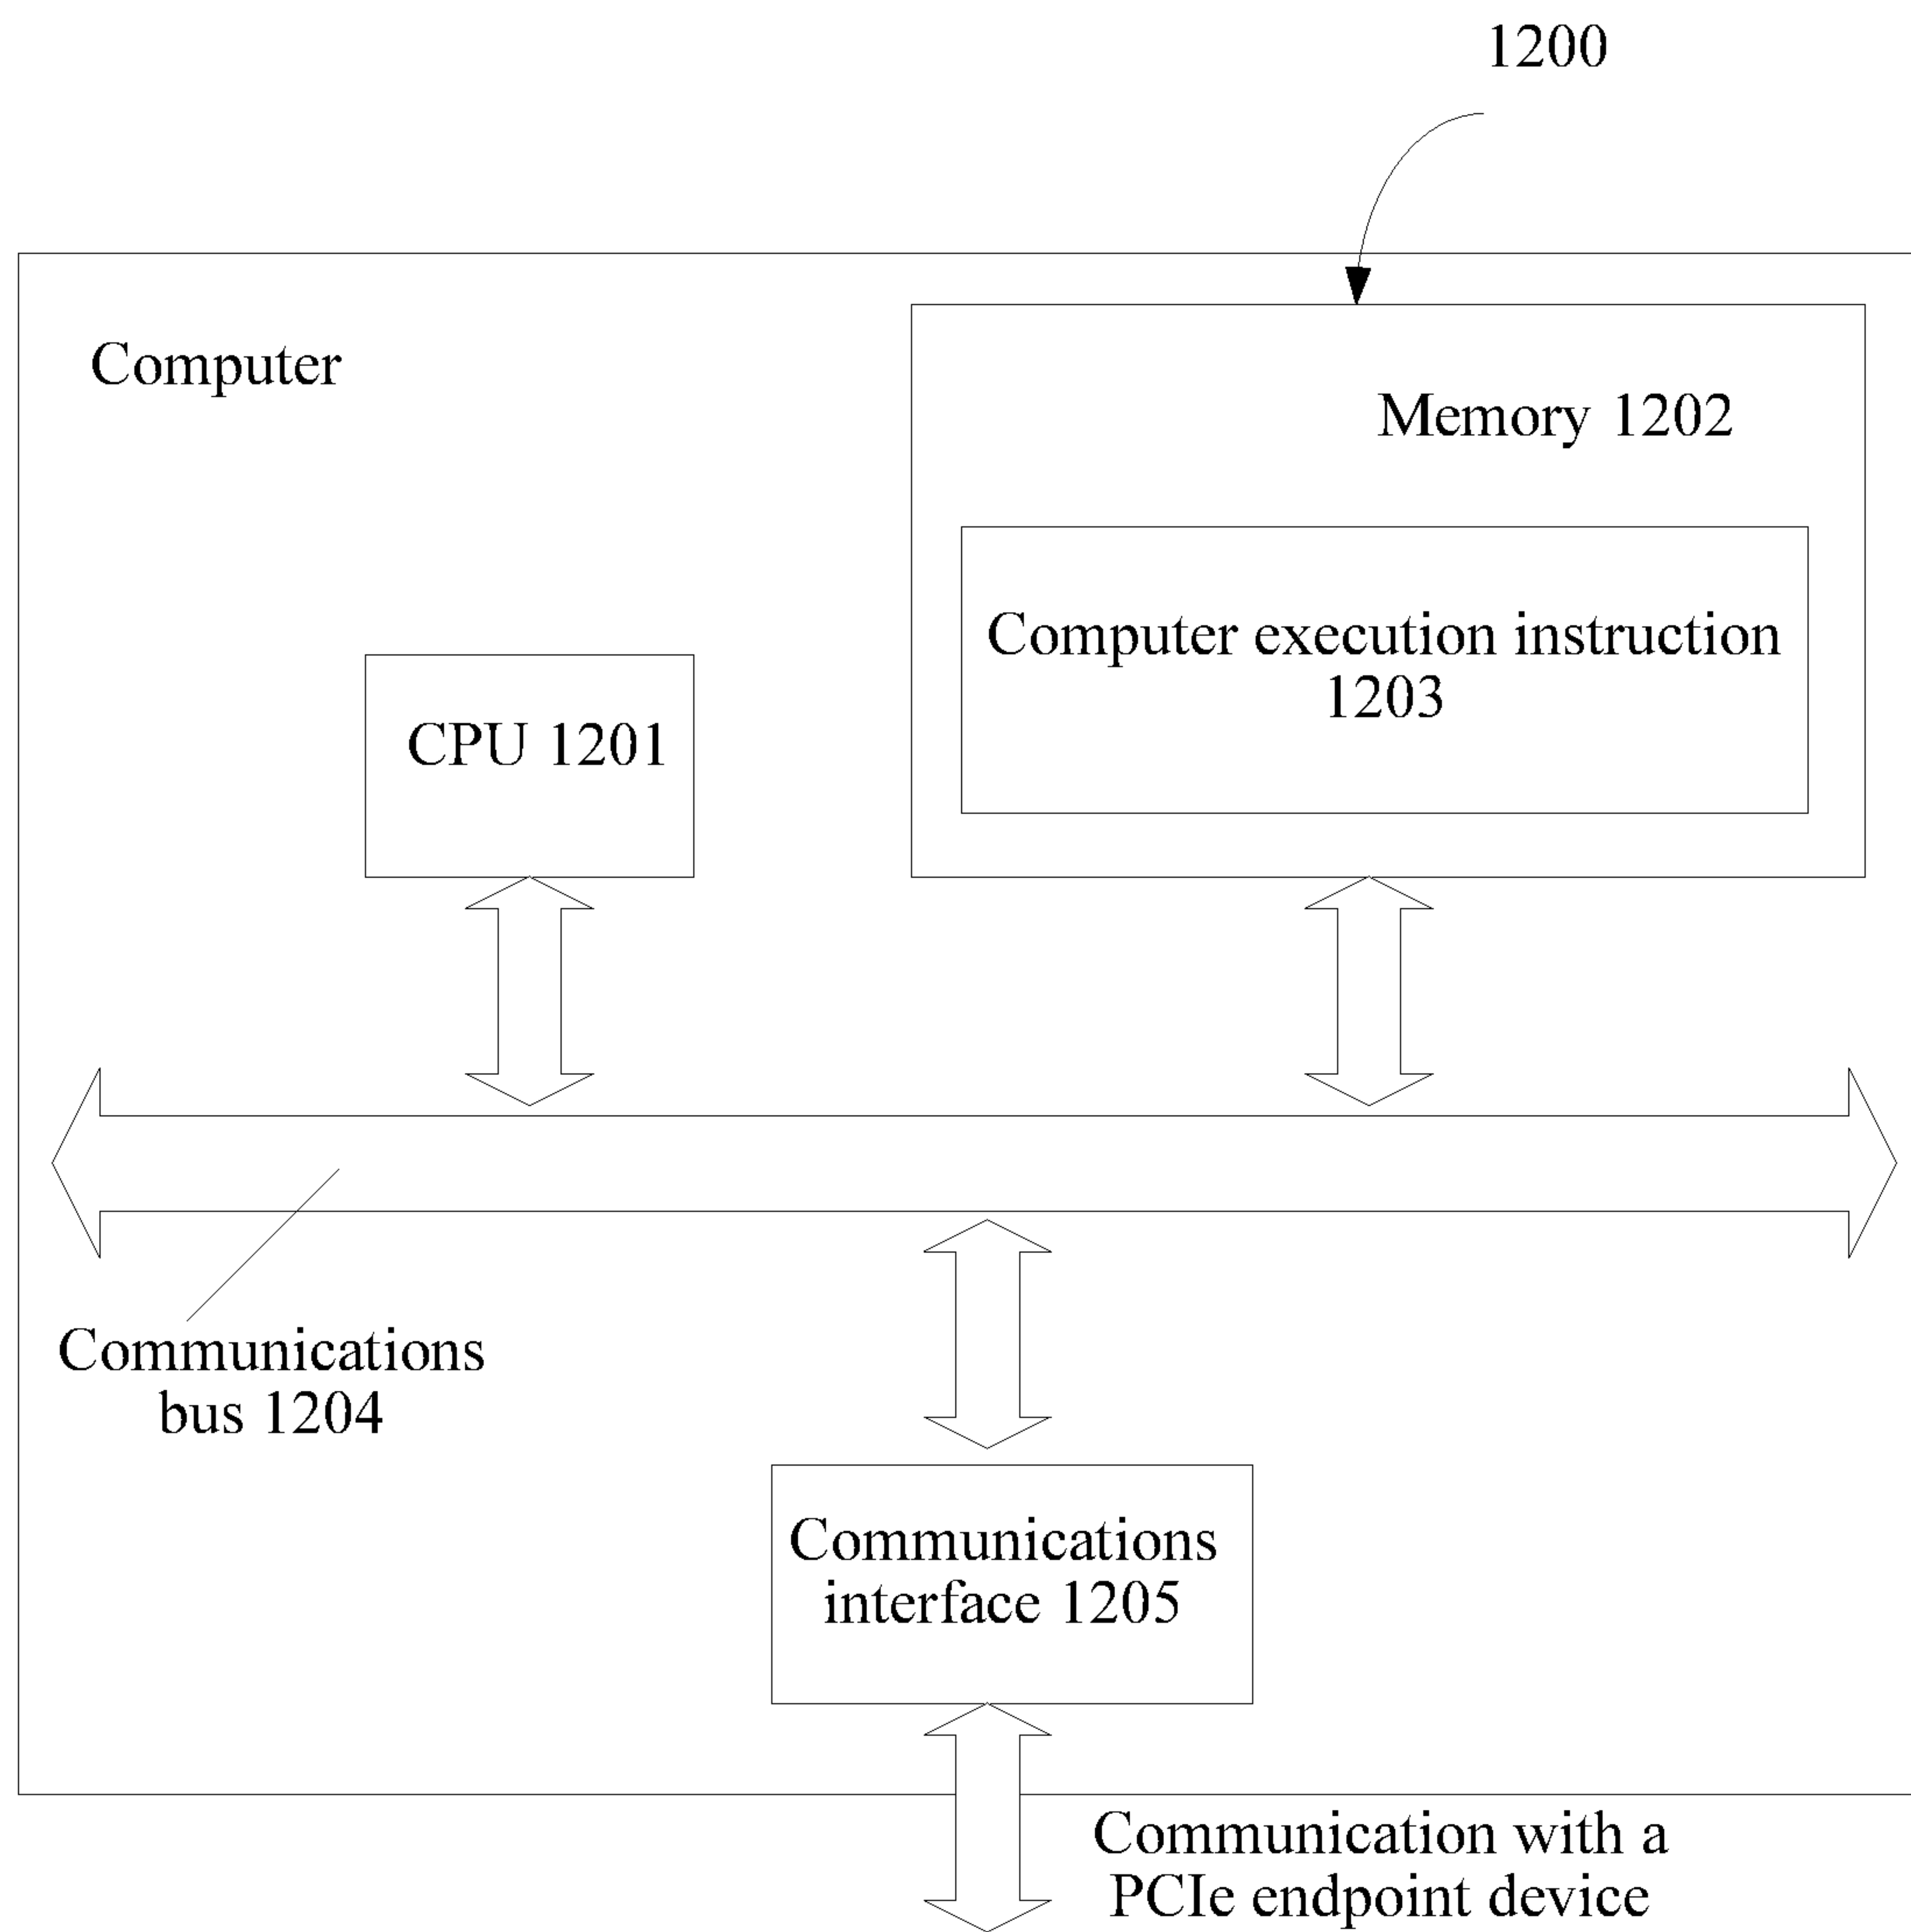 1200
Computer
Memory 1202
Computer execution instruction
1203
CPU 1201
Communications
bus 1204
Communications
interface 1205
Communication with a
PCIe endpoint device